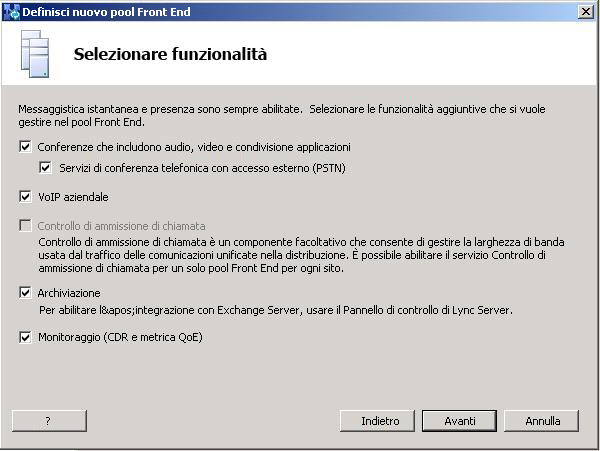 Definisci nuovo pool Front End
Selezionare funzionalità
Messaggistica istantanea e presenza sono sempre abilitate. Selezionare le funzionalità aggiuntive che si vuole
gestire nel pool Front End.
Conferenze che includono audio, video e condivisione applicazioni
Servizi di conferenza telefonica con accesso esterno (PSTN)
VoIP aziendale
Controllo di ammissione di chiamata
Controllo di ammissione di chiamata è un componente facoltativo che consente di gestire la larghezza di banda
usata dal traffico delle comunicazioni unificate nella distribuzione. È possibile abilitare il servizio Controllo di
ammissione di chiamata per un solo pool Front End per ogni sito.
Archiviazione
Per abilitare l&apos;integrazione con Exchange Server, usare il Pannello di controllo di Lync Server.
Monitoraggio (CDR e metrica QoE)
? Indietro Avanti Annulla